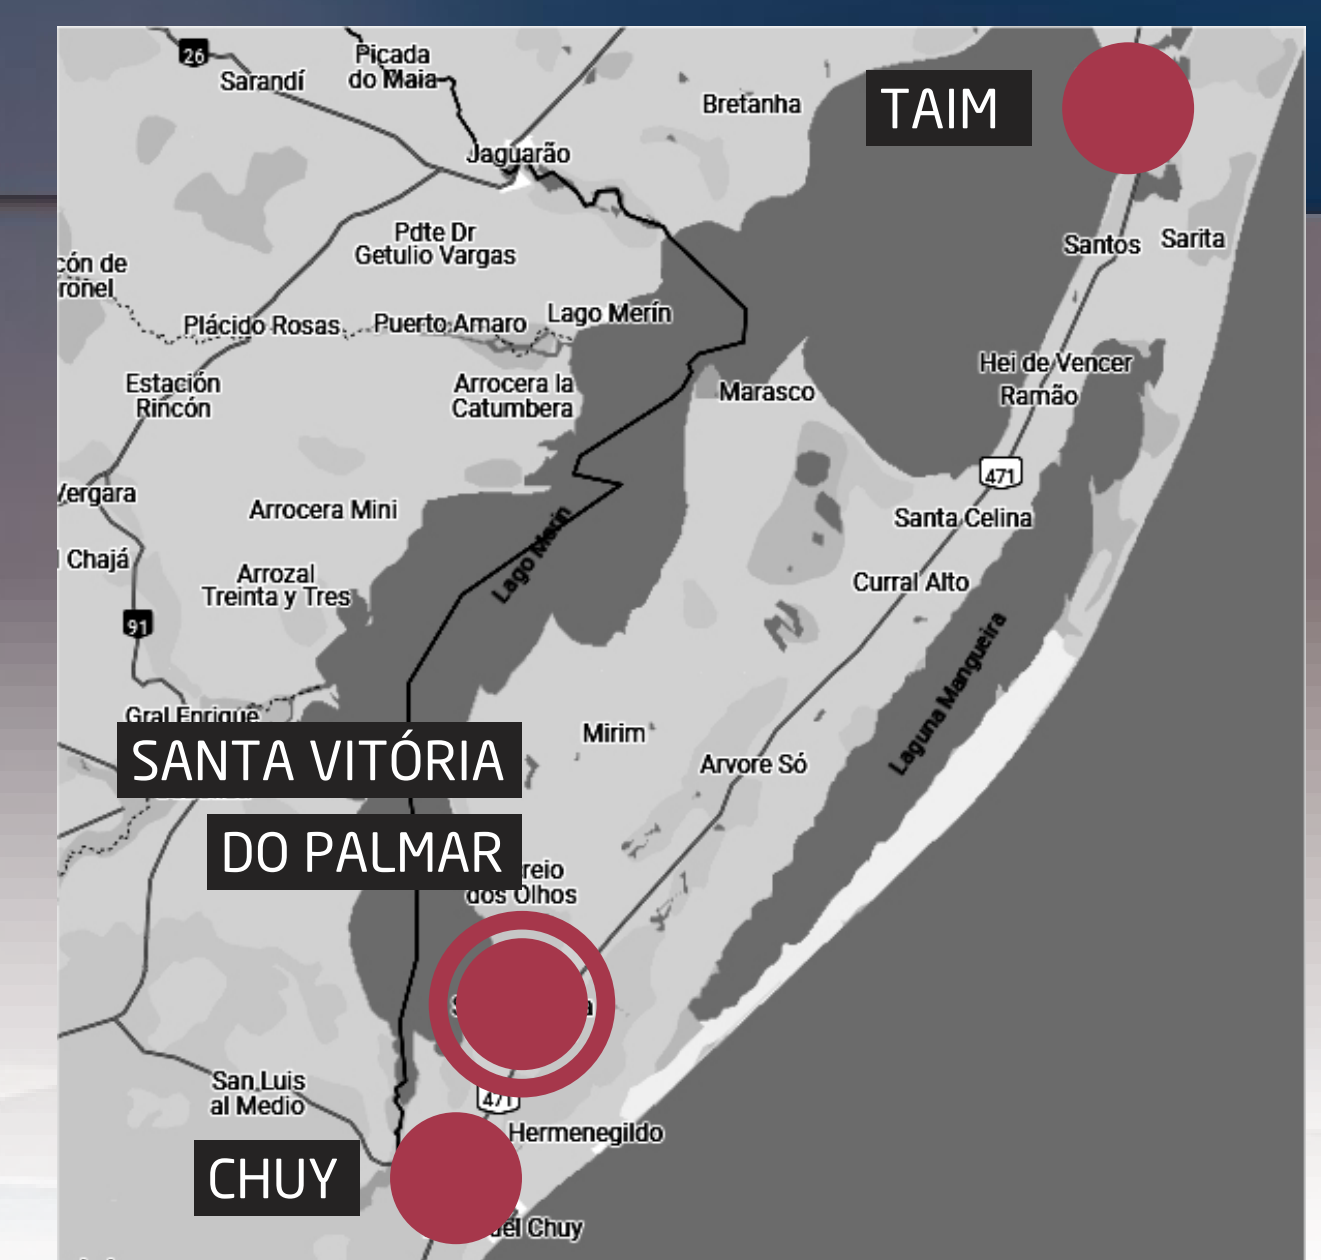 26
Picada
do Maia
Sarandí
Bretanha
TAIM
Jaguarão
Pdte Dr
Getulio Vargas
Santos
Sarita
cón de
ronel
Plácido Rosas
Puerto Amaro
Lago Merín
Hei de Vencer
Ramão
Estación
Rincón
Arrocera la
Catumbera
Marasco
471
Vergara
Arrocera Mini
Santa Celina
Lago Merín
l Chajá
Arrozal
Treinta y Tres
Curral Alto
91
Laguna Mangueira
Gral Enrique
SANTA VITÓRIA
Mirim
Arvore Só
DO PALMAR
reio
dos Olhos
San Luis
al Medio
471
Hermenegildo
CHUY
uel Chuy